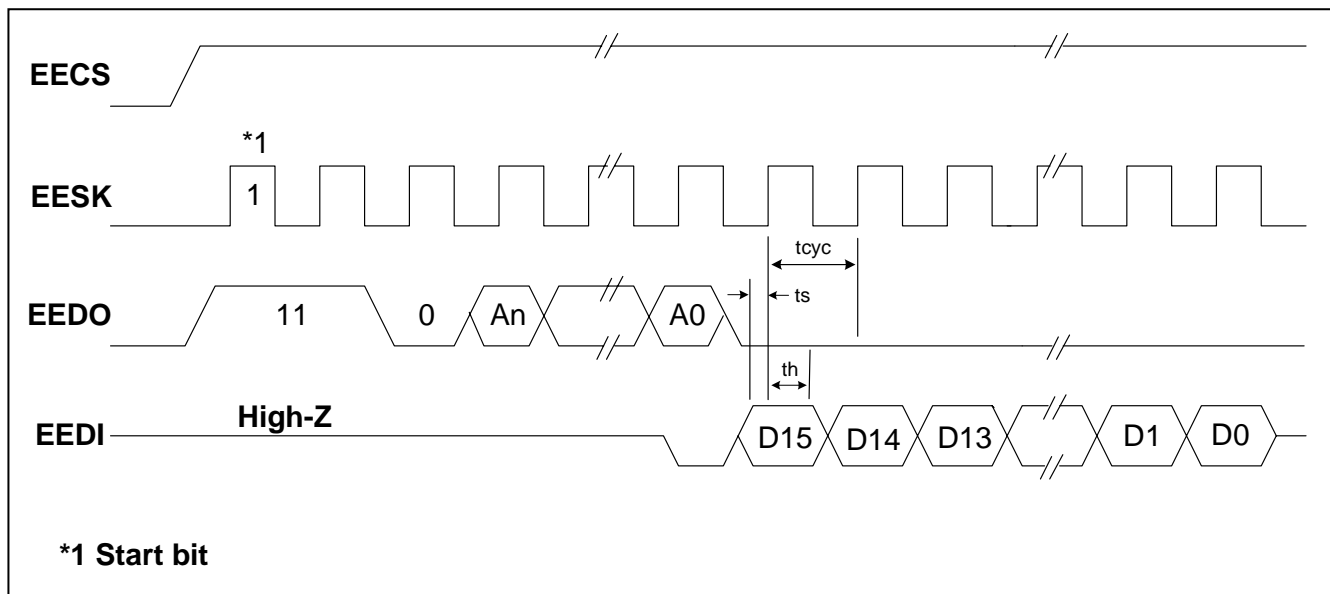 EECS
*1
EESK 1
tcyc
ts
EEDO 11 0 An A0
th
High-Z
EEDI D15 D14 D13 D1 D0
*1 Start bit